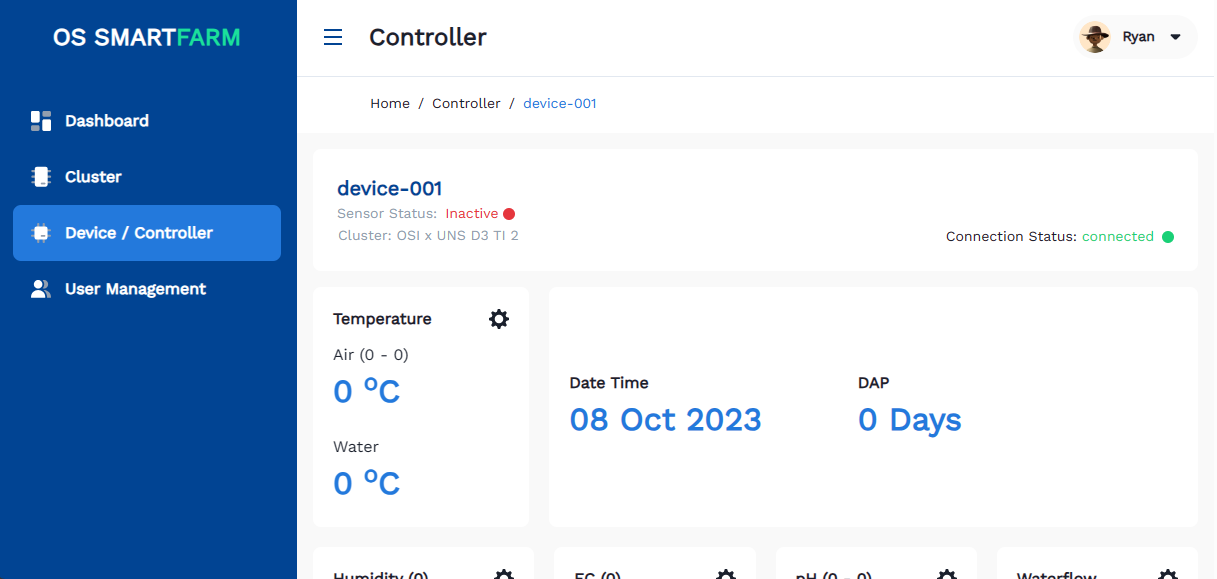 OS SMARTFARM
Dashboard
Cluster
Device / Controller
User Management
Controller
Ryan
Home / Controller / device-001
device-001
Sensor Status: Inactive
Cluster: OSI x UNS D3 TI 2
Connection Status: connected
Temperature
Air (0 - 0)
0 °C
Water
0 °C
Date Time
08 Oct 2023
DAP
0 Days
Humidity (0)
EC (0)
pH (0 - 0)
Waterflow